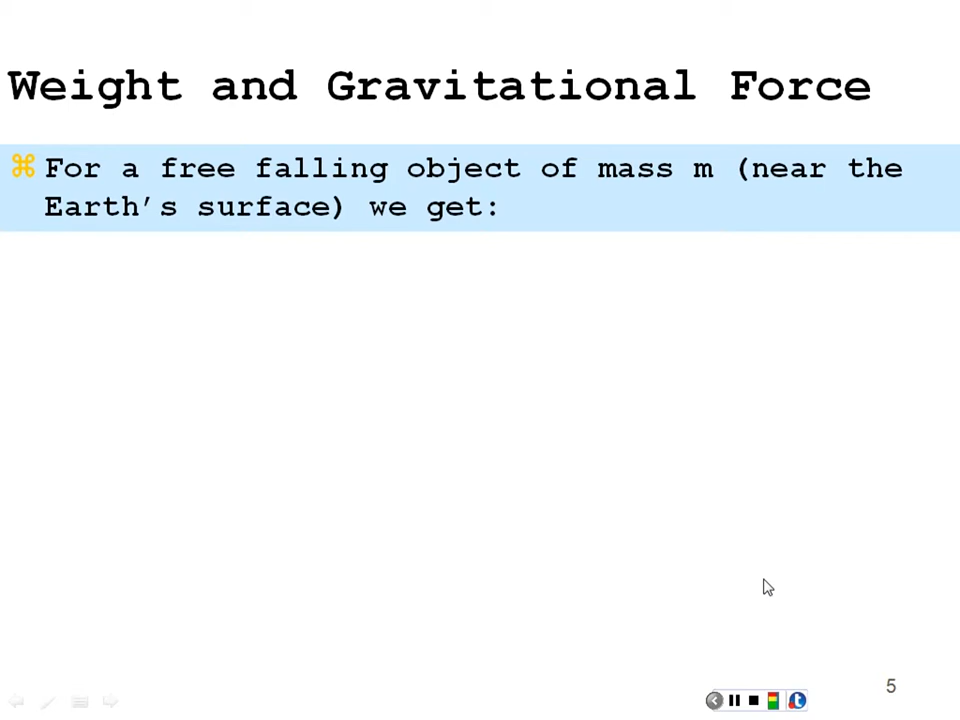 Weight and Gravitational Force
⌘ For a free falling object of mass m (near the
Earth’s surface) we get:
5